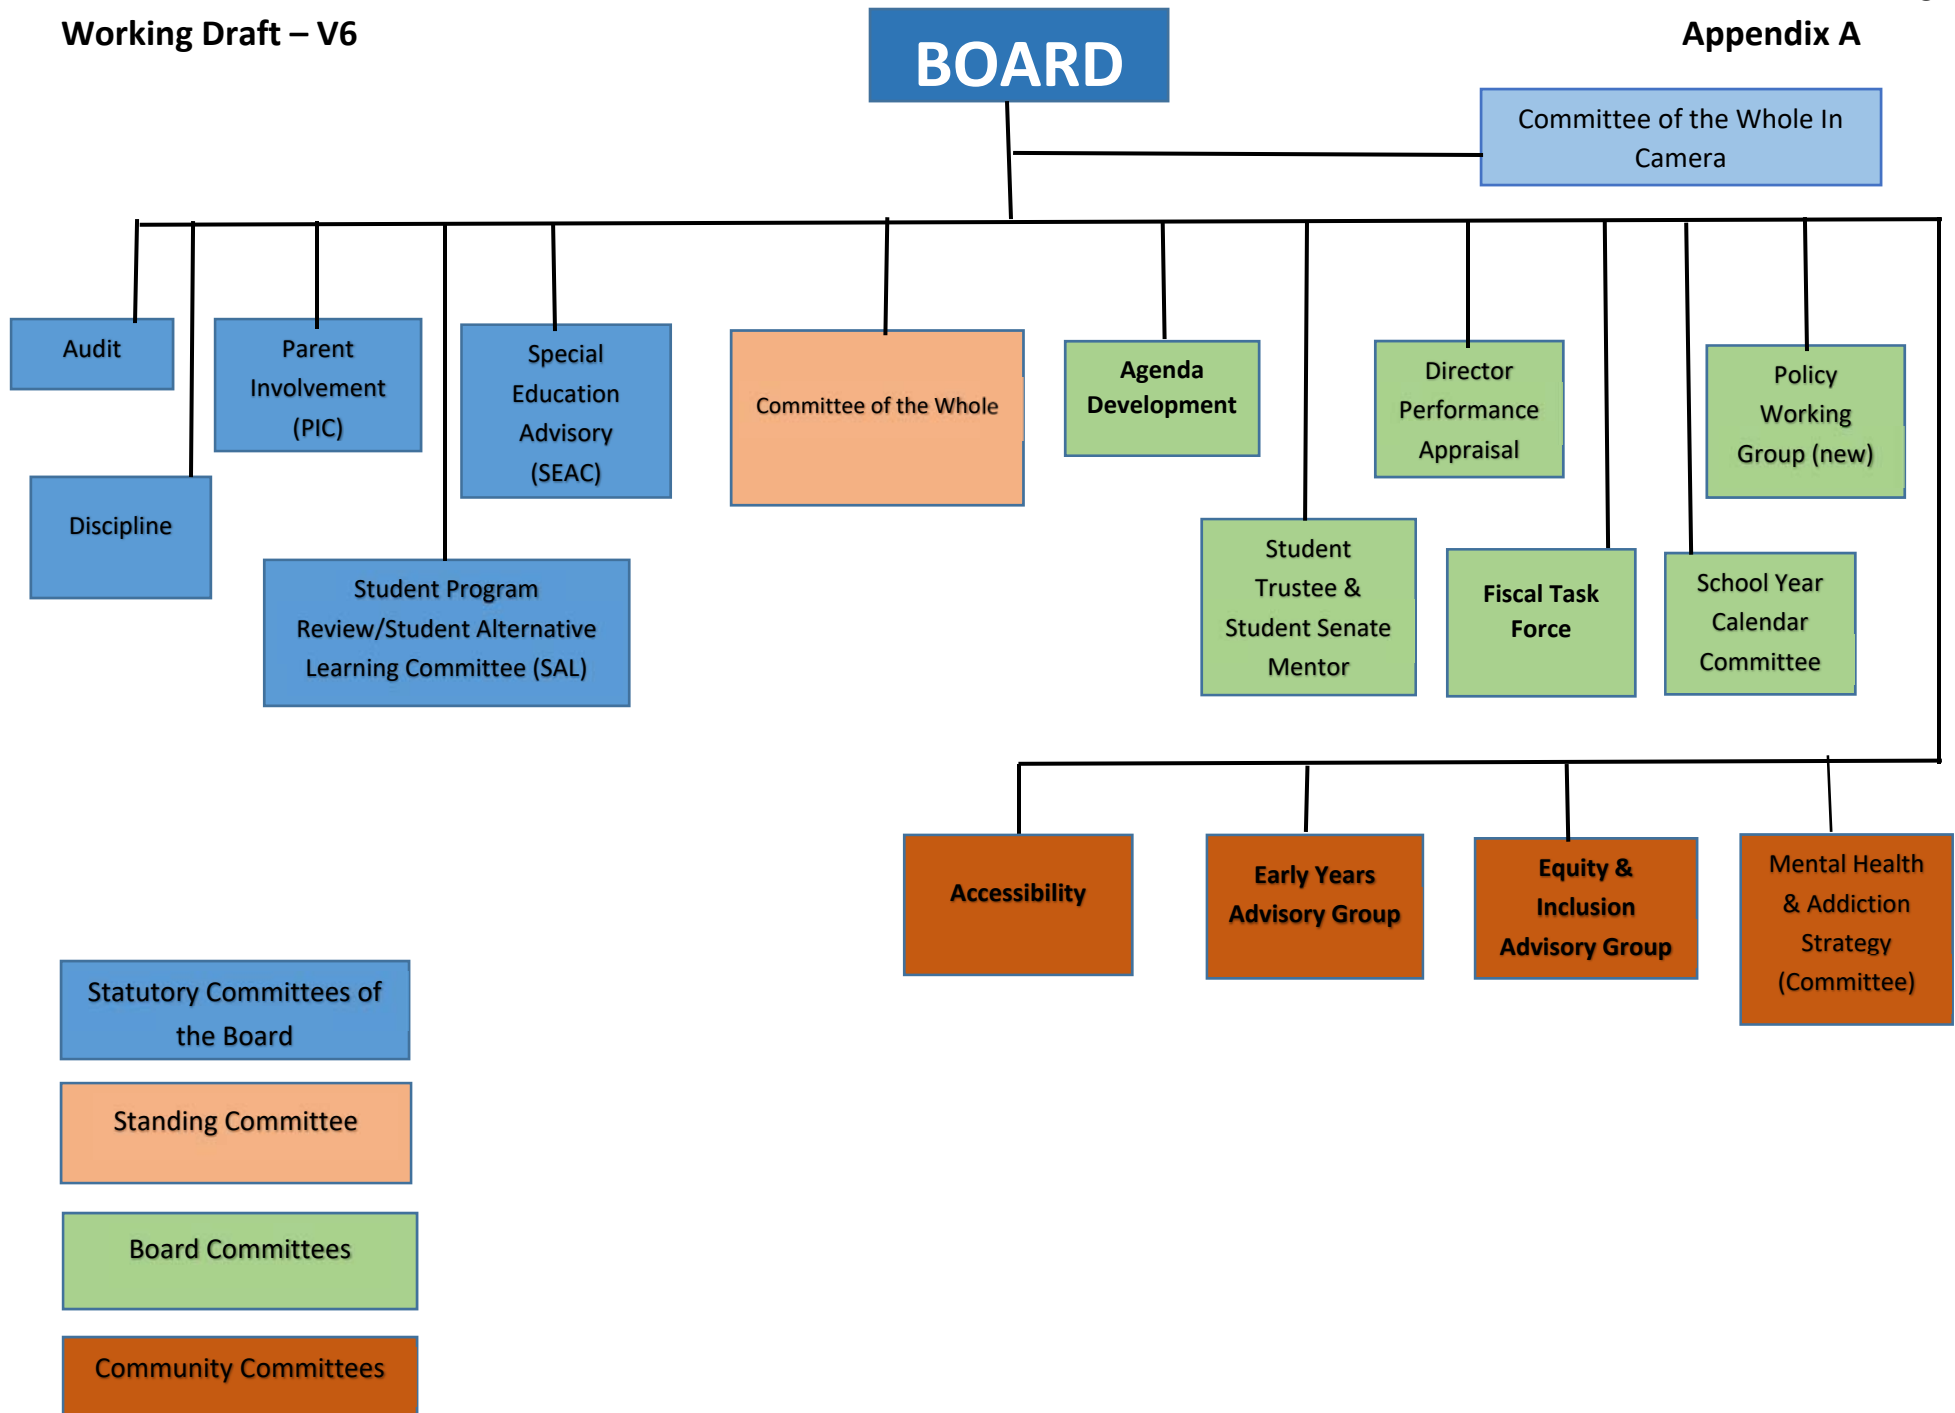 Working Draft – V6
BOARD
Appendix A
Committee of the Whole In
Camera
Audit
Parent
Involvement
(PIC)
Special
Education
Advisory
(SEAC)
Committee of the Whole
Agenda
Development
Director
Performance
Appraisal
Policy
Working
Group (new)
Discipline
Student Program
Review/Student Alternative
Learning Committee (SAL)
Student
Trustee &
Student Senate
Mentor
Fiscal Task
Force
School Year
Calendar
Committee
Accessibility
Early Years
Advisory Group
Equity &
Inclusion
Advisory Group
Mental Health
& Addiction
Strategy
(Committee)
Statutory Committees of
the Board
Standing Committee
Board Committees
Community Committees